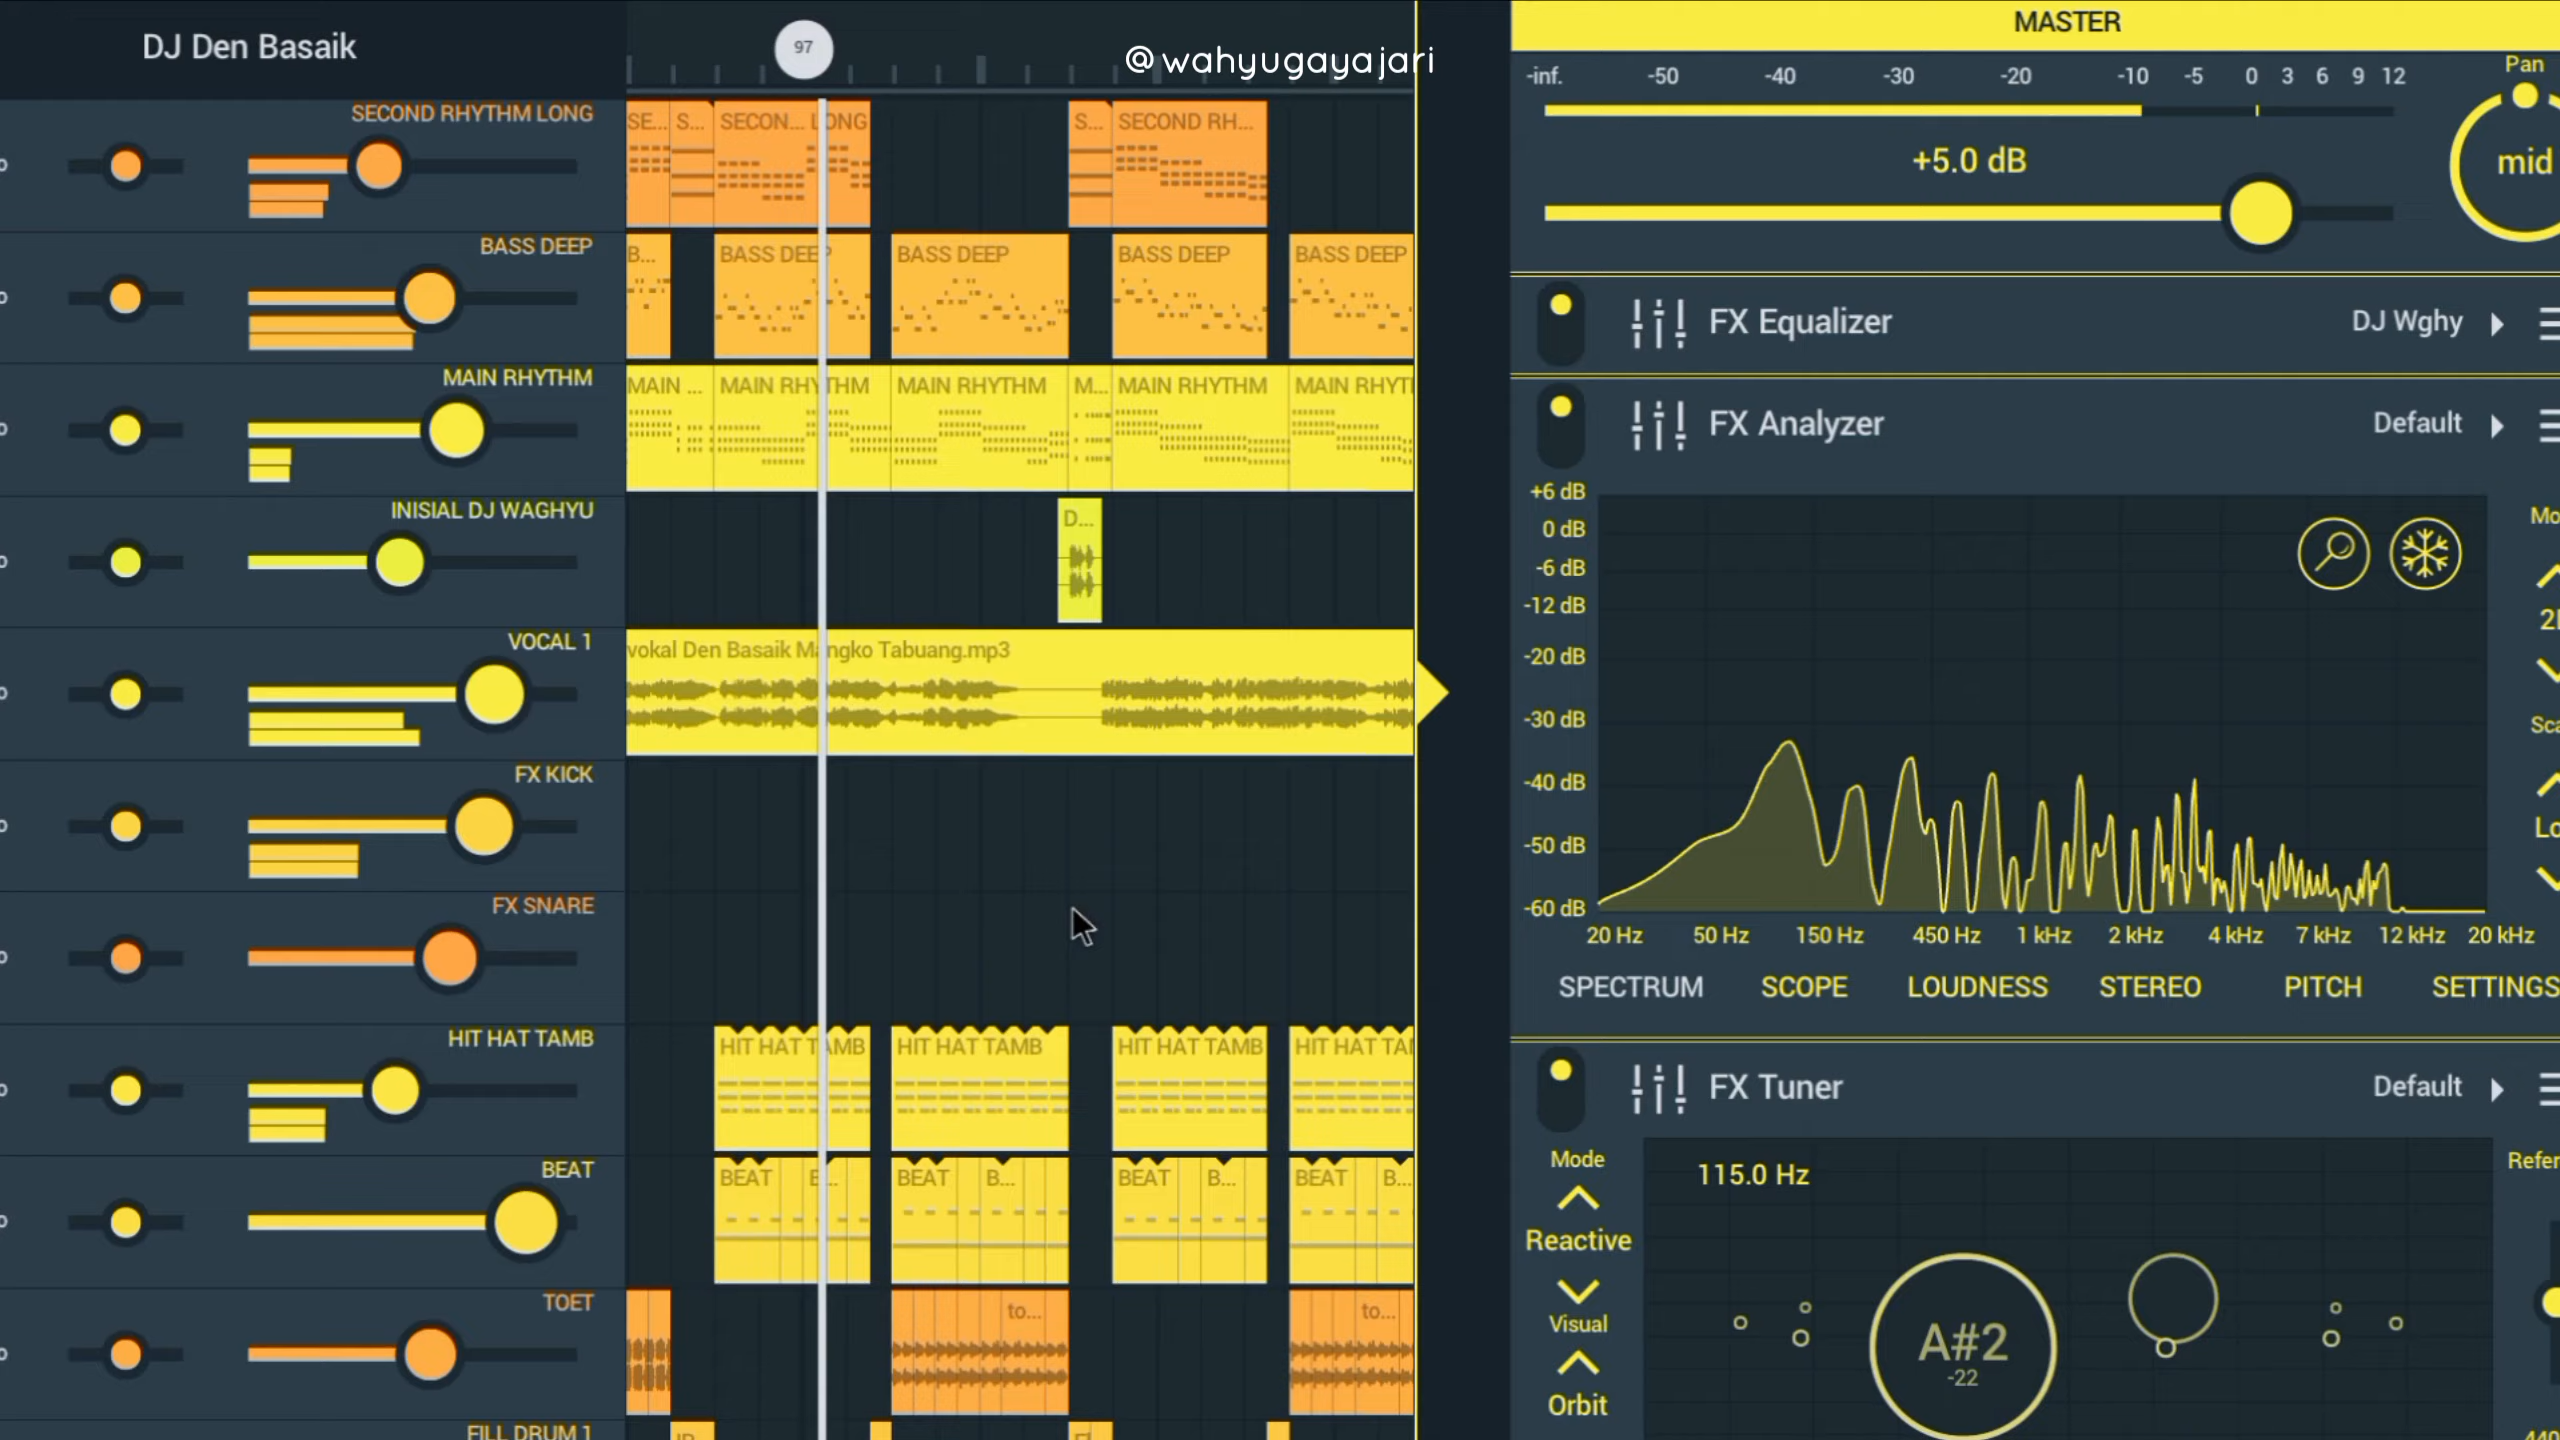 DJ Den Basaik
97
@wahyugayajari
SECOND RHYTHM LONG
SE... S... SECON... LONG S... SECOND RH...
BASS DEEP
B... BASS DEEP BASS DEEP BASS DEEP BASS DEEP
MAIN RHYTHM
MAIN ... MAIN RHYTHM MAIN RHYTHM M... MAIN RHYTHM MAIN RHYT
INISIAL DJ WAGHYU
D...
VOCAL 1
vokal Den Basaik Mangko Tabuang.mp3
FX KICK
FX SNARE
HIT HAT TAMB
HIT HAT TAMB HIT HAT TAMB HIT HAT TAMB HIT HAT TA
BEAT
BEAT B... BEAT B... BEAT B... BEAT B...
TOET
to... to...
FILL DRUM 1
MASTER
-inf. -50 -40 -30 -20 -10 -5 0 3 6 9 12
Pan
+5.0 dB
mid
FX Equalizer DJ Wghy
FX Analyzer Default
+6 dB
0 dB
-6 dB
-12 dB
-20 dB
-30 dB
-40 dB
-50 dB
-60 dB
20 Hz 50 Hz 150 Hz 450 Hz 1 kHz 2 kHz 4 kHz 7 kHz 12 kHz 20 kHz
Mo
Sca
Lo
SPECTRUM SCOPE LOUDNESS STEREO PITCH SETTINGS
FX Tuner Default
Mode
Reactive
Visual
Orbit
115.0 Hz
A#2
-22
Refer